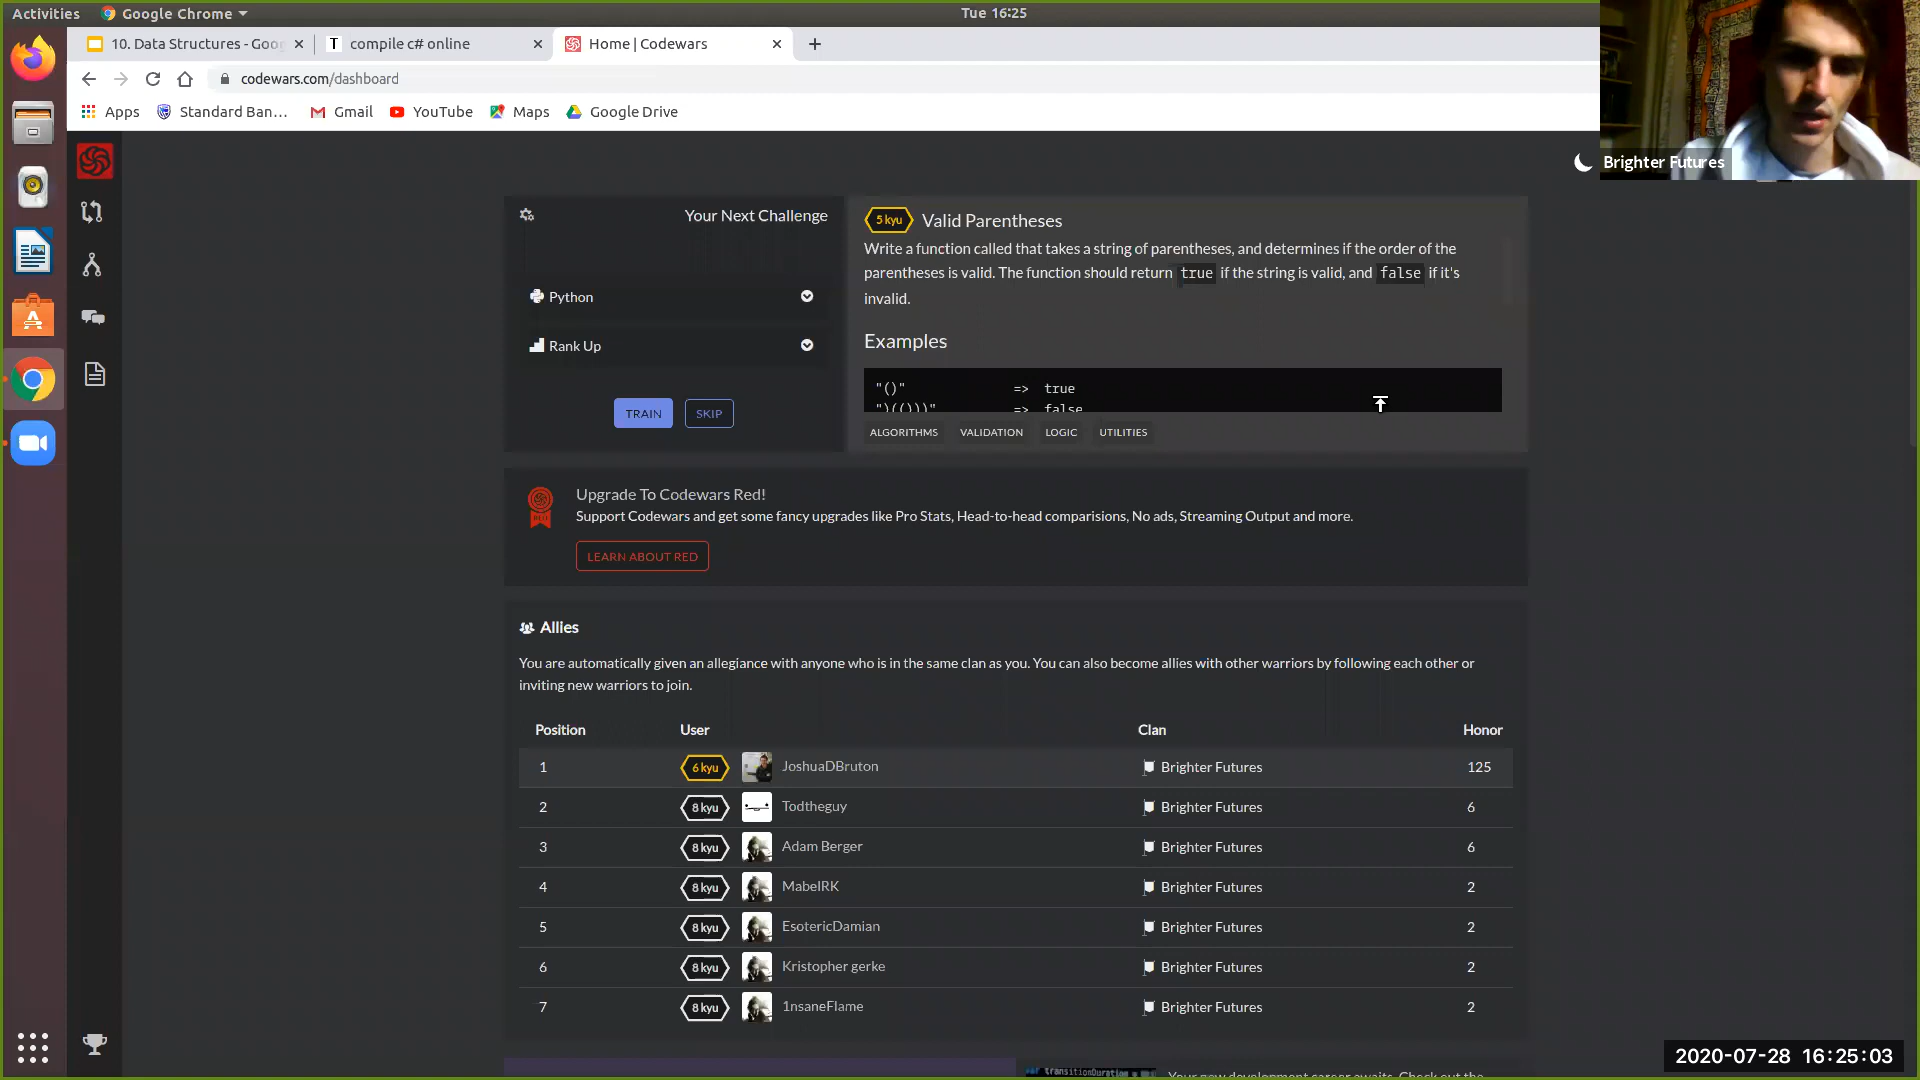 Activities
Google Chrome
Tue 16:25
10. Data Structures - Goo
compile c# online
Home | Codewars
codewars.com/dashboard
Apps
Standard Ban...
Gmail
YouTube
Maps
Google Drive
Brighter Futures
Your Next Challenge
Python
Rank Up
TRAIN
SKIP
5 kyu
Valid Parentheses
Write a function called that takes a string of parentheses, and determines if the order of the
parentheses is valid. The function should return true if the string is valid, and false if it's
invalid.
Examples
"()" => true
")(()))" => false
ALGORITHMS VALIDATION LOGIC UTILITIES
Upgrade To Codewars Red!
Support Codewars and get some fancy upgrades like Pro Stats, Head-to-head comparisions, No ads, Streaming Output and more.
LEARN ABOUT RED
Allies
You are automatically given an allegiance with anyone who is in the same clan as you. You can also become allies with other warriors by following each other or
inviting new warriors to join.
Position User Clan Honor
1 6 kyu JoshuaDBruton Brighter Futures 125
2 8 kyu Todtheguy Brighter Futures 6
3 8 kyu Adam Berger Brighter Futures 6
4 8 kyu MabelRK Brighter Futures 2
5 8 kyu EsotericDamian Brighter Futures 2
6 8 kyu Kristopher gerke Brighter Futures 2
7 8 kyu 1nsaneFlame Brighter Futures 2
transitionDuration
Your new development career awaits. Check out the
2020-07-28 16:25:03